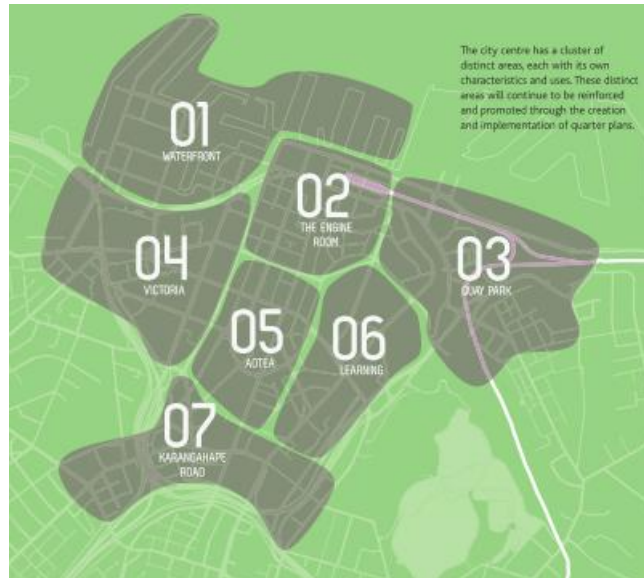 The city centre has a cluster of
distinct areas, each with its own
characteristics and uses. These distinct
areas will continue to be reinforced
and promoted through the creation
and implementation of quarter plans.
01
WATERFRONT
02
THE ENGINE
ROOM
03
QUAY PARK
04
VICTORIA
05
AOTEA
06
LEARNING
07
KARANGAHAPE
ROAD